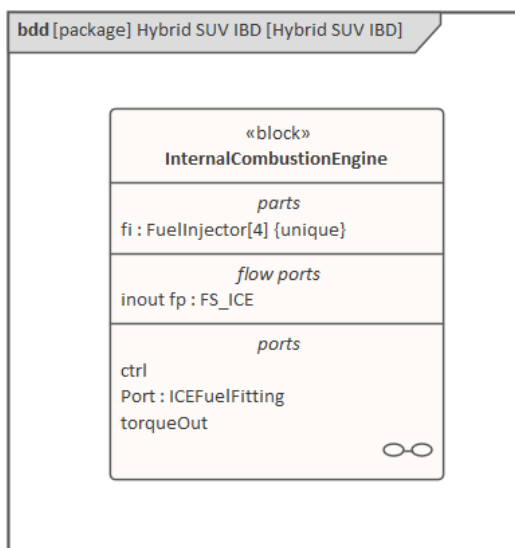 bdd [package] Hybrid SUV IBD [Hybrid SUV IBD]
«block»
InternalCombustionEngine
parts
fi : FuelInjector[4] {unique}
flow ports
inout fp : FS_ICE
ports
ctrl
Port : ICEFuelFitting
torqueOut